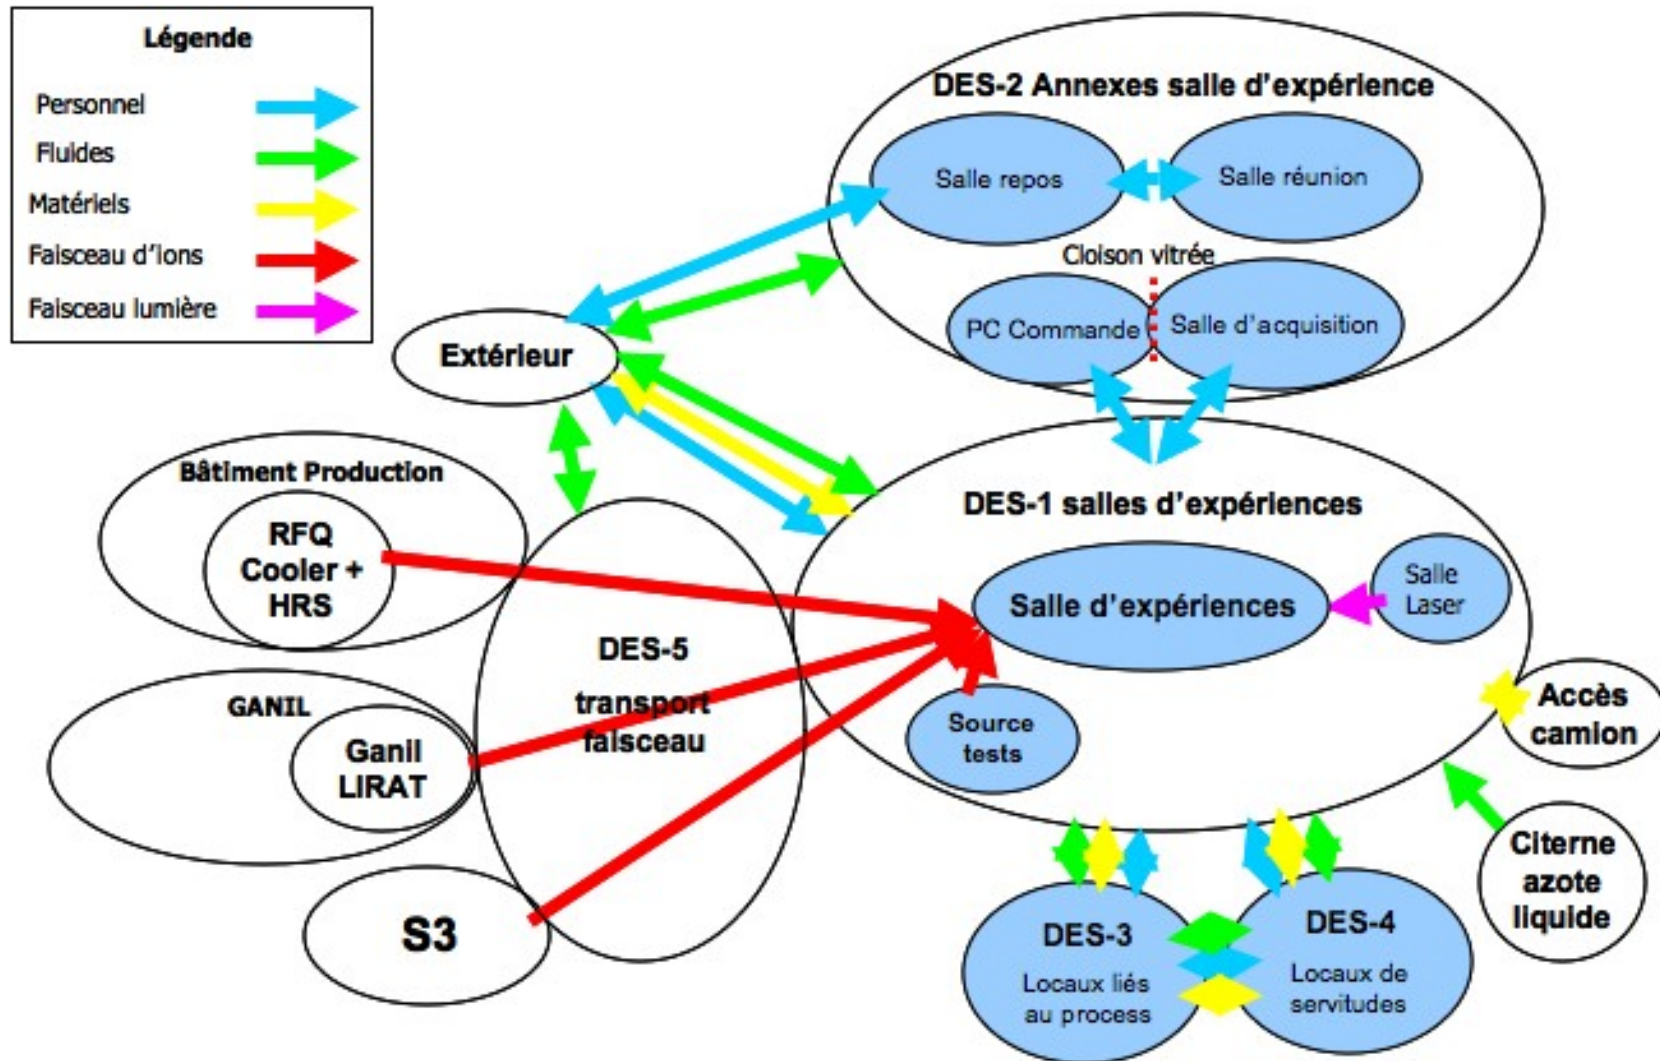 Légende
Personnel
Fluides
Matériels
Faisceau d'Ions
Faisceau lumière
DES-2 Annexes salle d'expérience
Salle repos
Salle réunion
Cloison vitrée
PC Commande
Salle d'acquisition
Extérieur
Bâtiment Production
RFQ
Cooler +
HRS
DES-1 salles d'expériences
Salle d'expériences
Salle
Laser
DES-5
transport
faisceau
GANIL
Ganil
LIRAT
Source
tests
Accès
camion
S3
Citerne
azote
liquide
DES-3
Locaux liés
au process
DES-4
Locaux de
servitudes